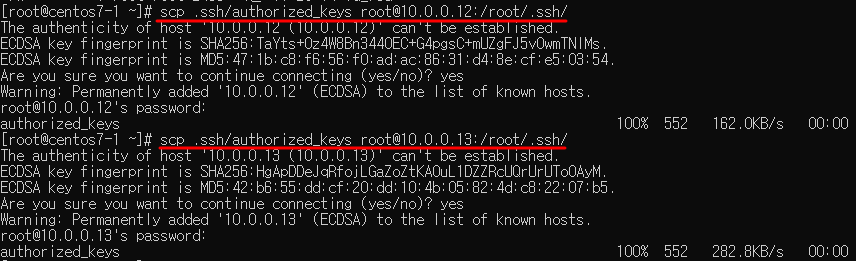 [root@centos7-1 ~]# scp .ssh/authorized_keys root@10.0.0.12:/root/.ssh/
The authenticity of host '10.0.0.12 (10.0.0.12)' can't be established.
ECDSA key fingerprint is SHA256:TaYts+Oz4W8Bn344OEC+G4pgsC+mUZgFJ5vOwmTNIMs.
ECDSA key fingerprint is MD5:47:1b:c8:f6:56:f0:ad:ac:86:31:d4:8e:cf:e5:03:54.
Are you sure you want to continue connecting (yes/no)? yes
Warning: Permanently added '10.0.0.12' (ECDSA) to the list of known hosts.
root@10.0.0.12's password:
authorized_keys 100% 552 162.0KB/s 00:00
[root@centos7-1 ~]# scp .ssh/authorized_keys root@10.0.0.13:/root/.ssh/
The authenticity of host '10.0.0.13 (10.0.0.13)' can't be established.
ECDSA key fingerprint is SHA256:HgApDDeJqRfojLGaZoZtKAOuL1DZZRcUQrUrUToOAyM.
ECDSA key fingerprint is MD5:42:b6:55:dd:cf:20:dd:10:4b:05:82:4d:c8:22:07:b5.
Are you sure you want to continue connecting (yes/no)? yes
Warning: Permanently added '10.0.0.13' (ECDSA) to the list of known hosts.
root@10.0.0.13's password:
authorized_keys 100% 552 282.8KB/s 00:00